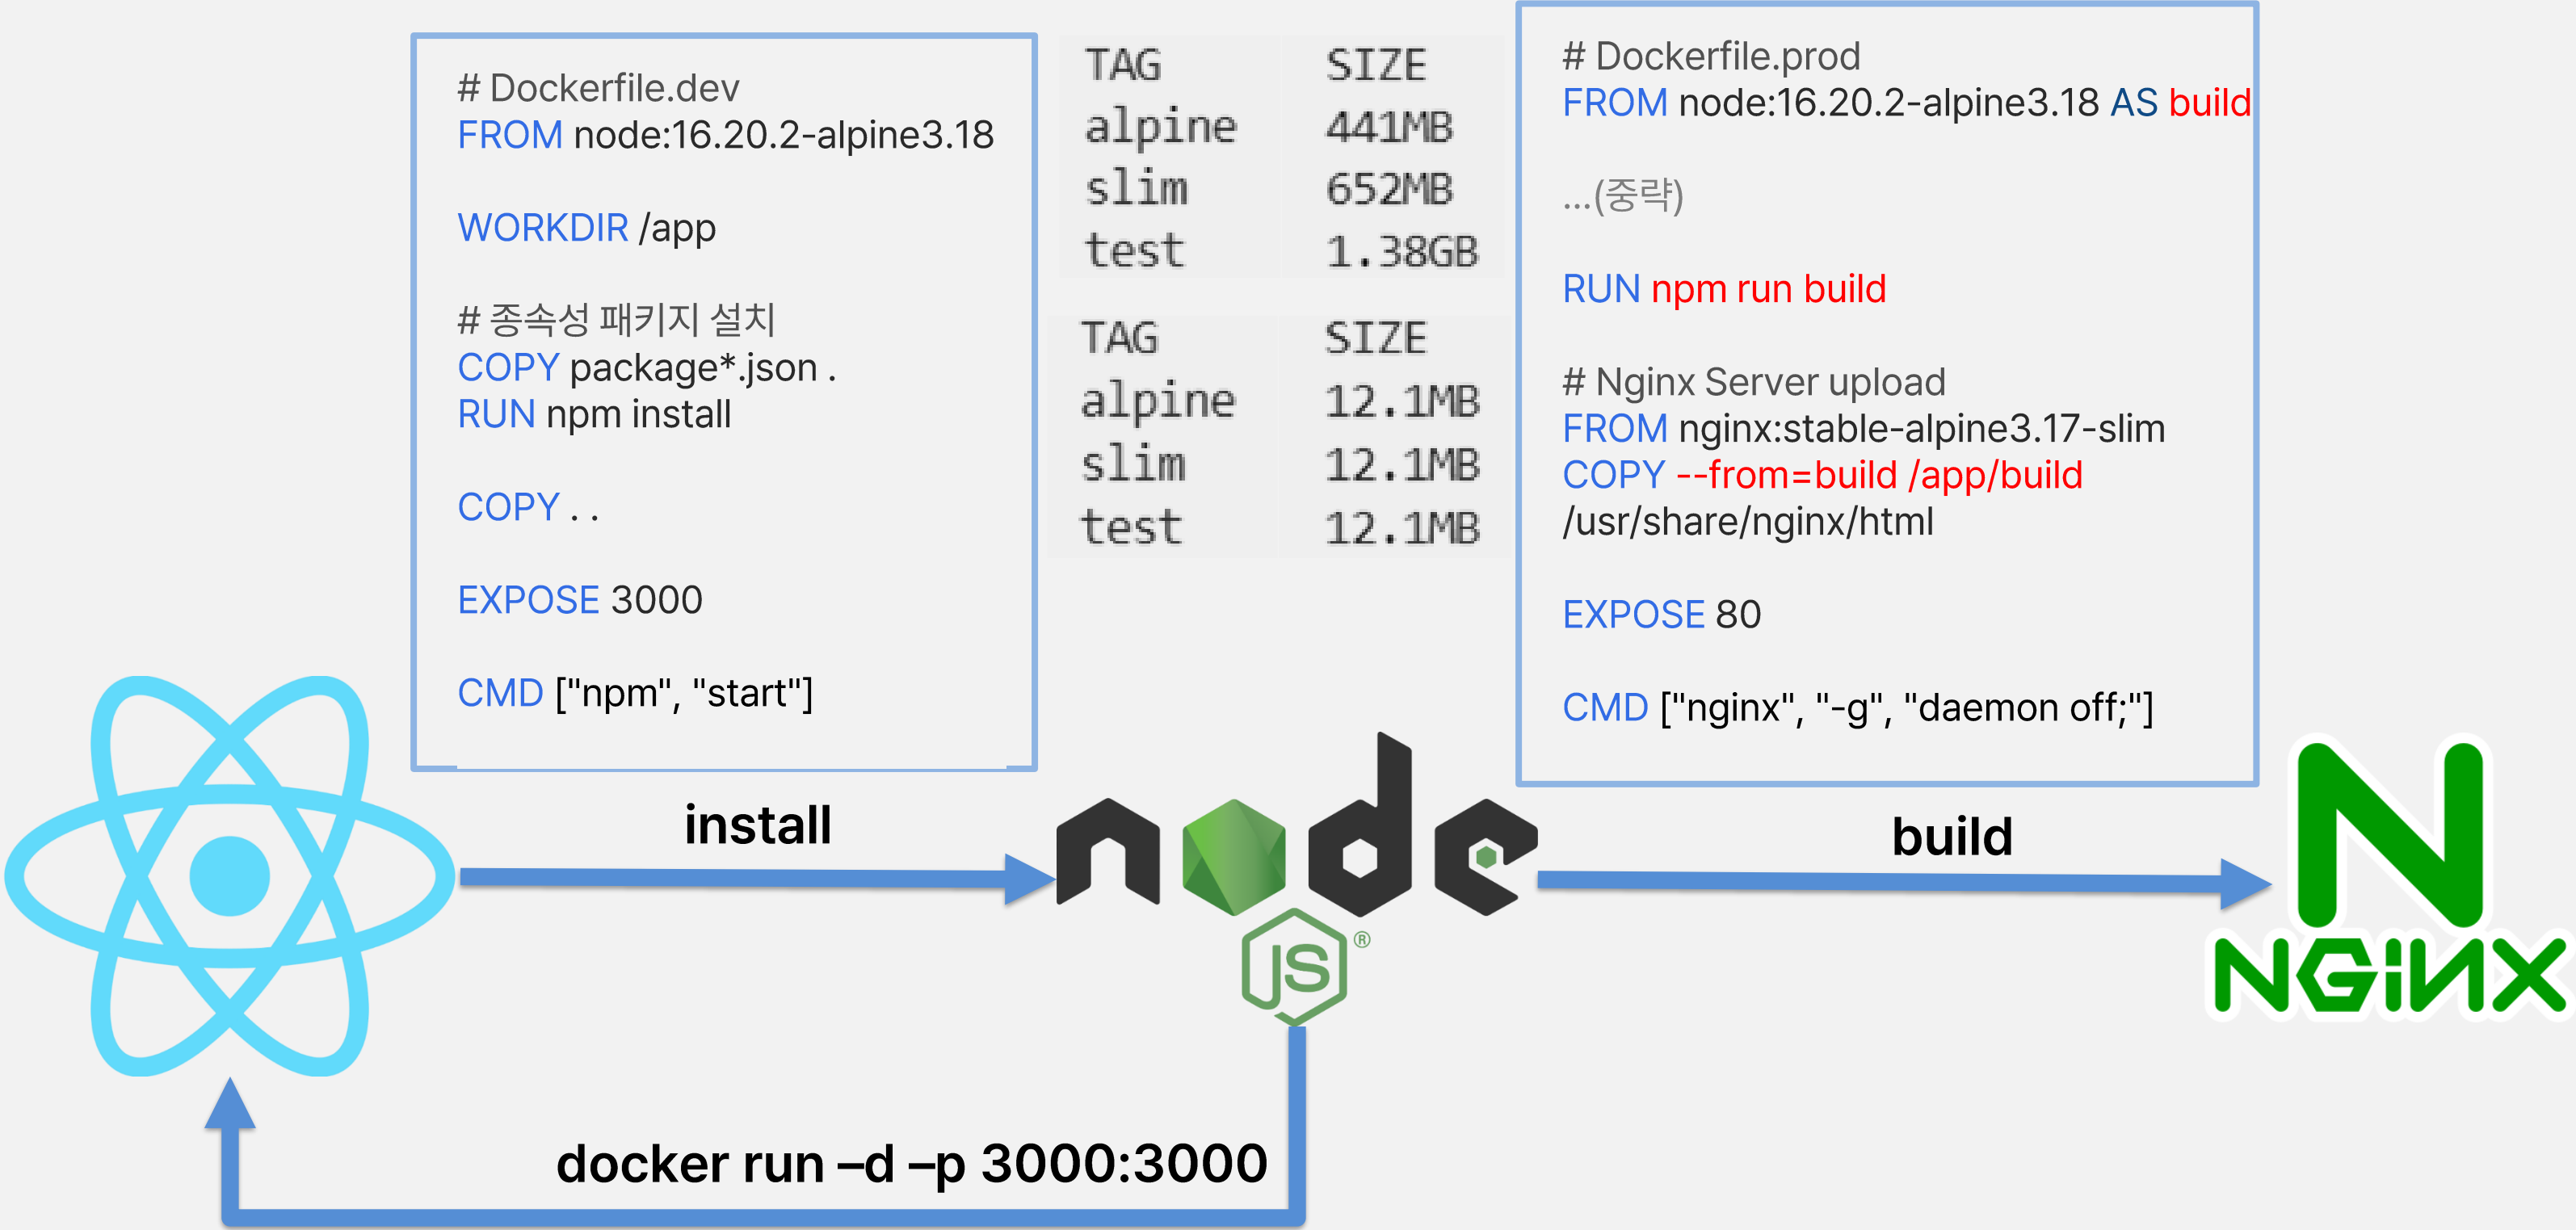 # Dockerfile.dev
FROM node:16.20.2-alpine3.18
WORKDIR /app
# 종속성 패키지 설치
COPY package*.json .
RUN npm install
COPY . .
EXPOSE 3000
CMD ["npm", "start"]
TAG SIZE
alpine 441MB
slim 652MB
test 1.38GB
TAG SIZE
alpine 12.1MB
slim 12.1MB
test 12.1MB
# Dockerfile.prod
FROM node:16.20.2-alpine3.18 AS build
...(중략)
RUN npm run build
# Nginx Server upload
FROM nginx:stable-alpine3.17-slim
COPY --from=build /app/build
/usr/share/nginx/html
EXPOSE 80
CMD ["nginx", "-g", "daemon off;"]
install
node
JS®
build
N
NGiNX
docker run –d –p 3000:3000